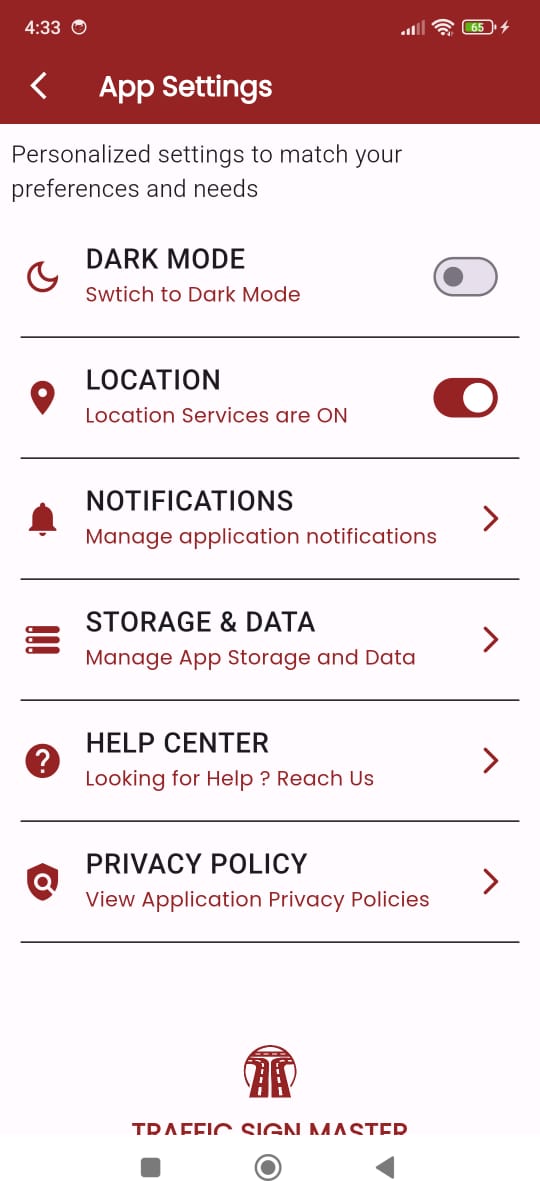 4:33
65
App Settings
Personalized settings to match your
preferences and needs
DARK MODE
Swtich to Dark Mode
LOCATION
Location Services are ON
NOTIFICATIONS
Manage application notifications
STORAGE & DATA
Manage App Storage and Data
HELP CENTER
Looking for Help ? Reach Us
PRIVACY POLICY
View Application Privacy Policies
TRAFFIC SIGN MASTER